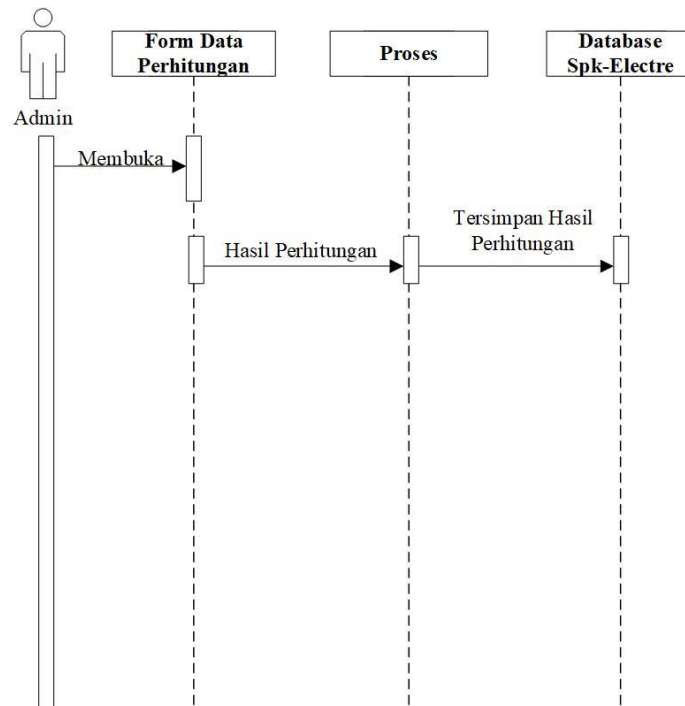 Form Data
Perhitungan
Proses
Database
Spk-Electre
Admin
Membuka
Hasil Perhitungan
Tersimpan Hasil
Perhitungan